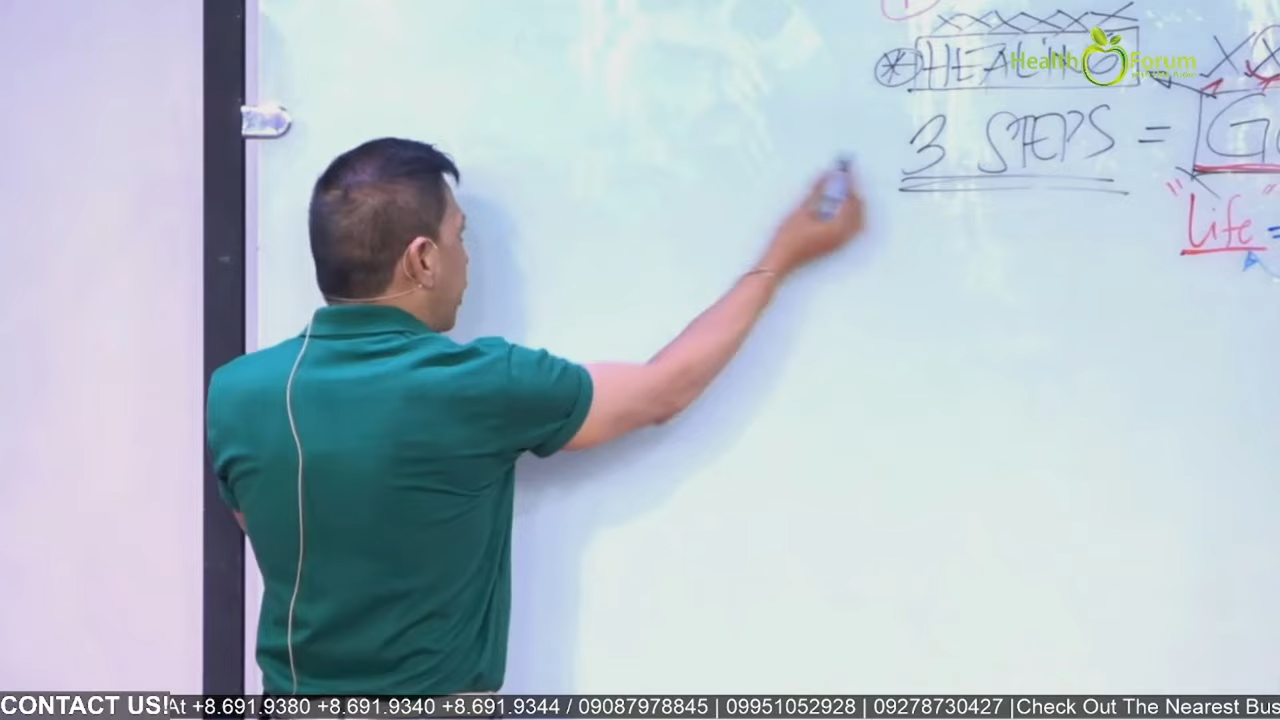 HEALING
Health Forum
3 STEPS = G
"Life" =
CONTACT US! At +8.691.9380 +8.691.9340 +8.691.9344 / 09087978845 | 09951052928 | 09278730427 |Check Out The Nearest Bus